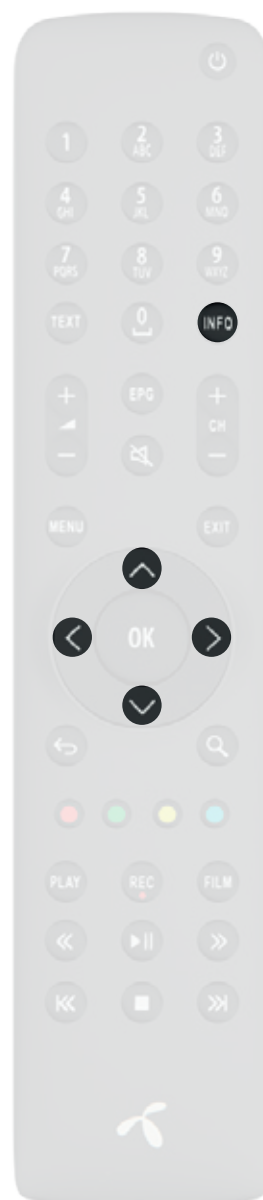 1 2 3
ABC DEF
4 5 6
GHI JKL MNO
7 8 9
PQRS TUV WXYZ
TEXT 0 INFO
+ EPG +
CH
− −
MENU EXIT
OK
PLAY REC FILM